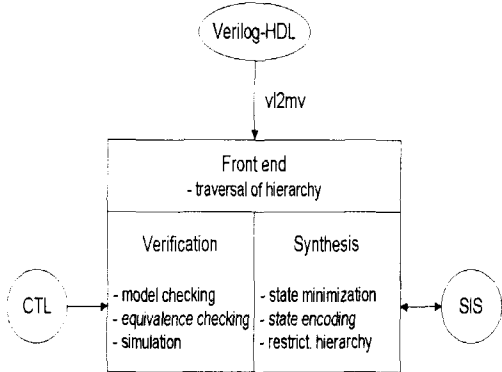 Verilog-HDL
vl2mv
Front end
- traversal of hierarchy
Verification
- model checking
- equivalence checking
- simulation
Synthesis
- state minimization
- state encoding
- restrict. hierarchy
CTL
SIS